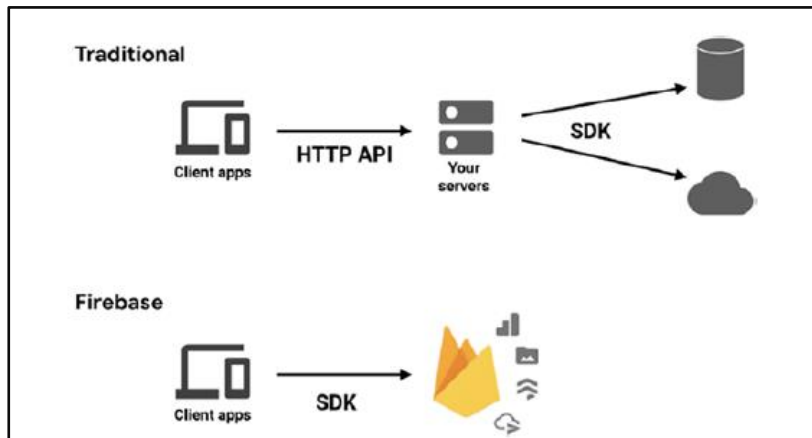 Traditional
SDK
HTTP API
Client apps
Your
servers
Firebase
SDK
Client apps